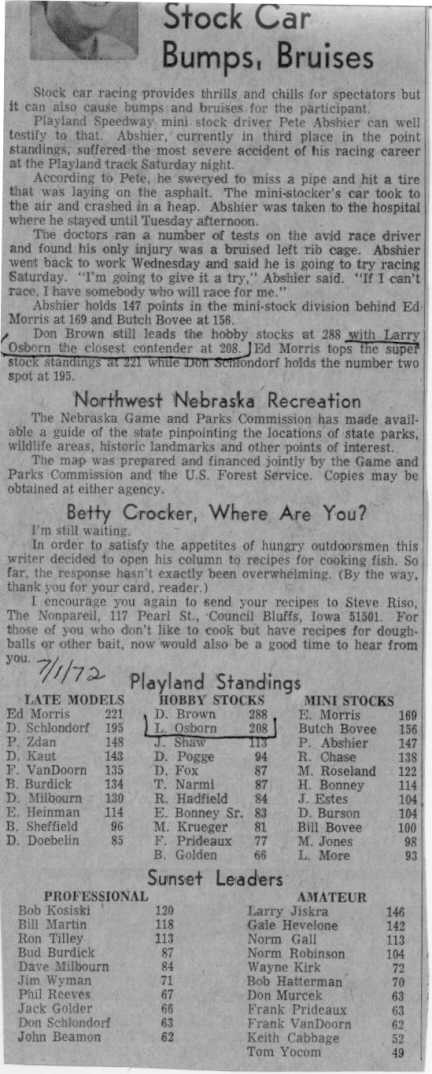 Stock Car
Bumps, Bruises
Stock car racing provides thrills and chills for spectators but
it can also cause bumps and bruises for the participant.
Playland Speedway mini stock driver Pete Abshier can well
testify to that. Abshier, currently in third place in the point
standings, suffered the most severe accident of his racing career
at the Playland track Saturday night.
According to Pete, he swerved to miss a pipe and hit a tire
that was laying on the asphalt. The mini-stocker's car took to
the air and crashed in a heap. Abshier was taken to the hospital
where he stayed until Tuesday afternoon.
The doctors ran a number of tests on the avid race driver
and found his only injury was a bruised left rib cage. Abshier
went back to work Wednesday and said he is going to try racing
Saturday. "I'm going to give it a try," Abshier said. "If I can't
race, I have somebody who will race for me."
Abshier holds 147 points in the mini-stock division behind Ed
Morris at 169 and Butch Bovee at 156.
Don Brown still leads the hobby stocks at 288 with Larry
Osborn the closest contender at 208. Ed Morris tops the super
stock standings at 221 while Don Schlondorf holds the number two
spot at 195.
Northwest Nebraska Recreation
The Nebraska Game and Parks Commission has made avail-
able a guide of the state pinpointing the locations of state parks,
wildlife areas, historic landmarks and other points of interest.
The map was prepared and financed jointly by the Game and
Parks Commission and the U.S. Forest Service. Copies may be
obtained at either agency.
Betty Crocker, Where Are You?
I'm still waiting.
In order to satisfy the appetites of hungry outdoorsmen this
writer decided to open his column to recipes for cooking fish. So
far, the response hasn't exactly been overwhelming. (By the way,
thank you for your card, reader.)
I encourage you again to send your recipes to Steve Riso,
The Nonpareil, 117 Pearl St., Council Bluffs, Iowa 51501. For
those of you who don't like to cook but have recipes for dough-
balls or other bait, now would also be a good time to hear from
you.
7/1/72
Playland Standings
LATE MODELS
Ed Morris 221
D. Schlondorf 195
P. Zdan 148
D. Kaut 143
F. VanDoorn 135
B. Burdick 134
D. Milbourn 130
E. Heinman 114
B. Sheffield 96
D. Doebelin 85
HOBBY STOCKS
D. Brown 288
L. Osborn 208
J. Shaw 113
D. Pogge 94
D. Fox 87
T. Narmi 87
R. Hadfield 84
E. Bonney Sr. 83
M. Krueger 81
F. Prideaux 77
B. Golden 66
MINI STOCKS
E. Morris 169
Butch Bovee 156
P. Abshier 147
R. Chase 138
M. Roseland 122
H. Bonney 114
J. Estes 104
D. Burson 104
Bill Bovee 100
M. Jones 98
L. More 93
Sunset Leaders
PROFESSIONAL
Bob Kosiski 120
Bill Martin 118
Ron Tilley 113
Bud Burdick 87
Dave Milbourn 84
Jim Wyman 71
Phil Reeves 67
Jack Golder 66
Don Schlondorf 63
John Beamon 62
AMATEUR
Larry Jiskra 146
Gale Hevelone 142
Norm Gall 113
Norm Robinson 104
Wayne Kirk 72
Bob Hatterman 70
Don Murcek 63
Frank Prideaux 63
Frank VanDoorn 62
Keith Cabbage 52
Tom Yocom 49